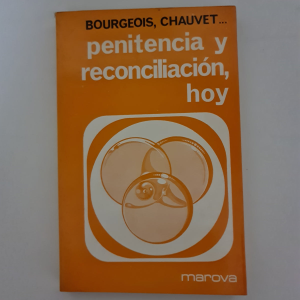 BOURGEOIS, CHAUVET...
penitencia y
reconciliación,
hoy
marova